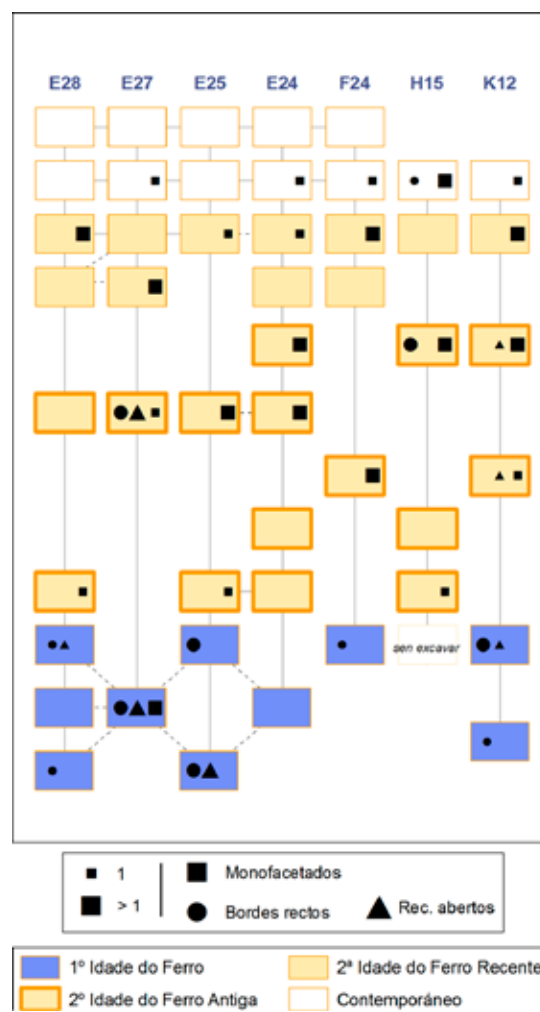 E28 E27 E25 E24 F24 H15 K12
sen excavar
1 Monofacetados
> 1 Bordes rectos Rec. abertos
1º Idade do Ferro 2ª Idade do Ferro Recente
2º Idade do Ferro Antiga Contemporáneo